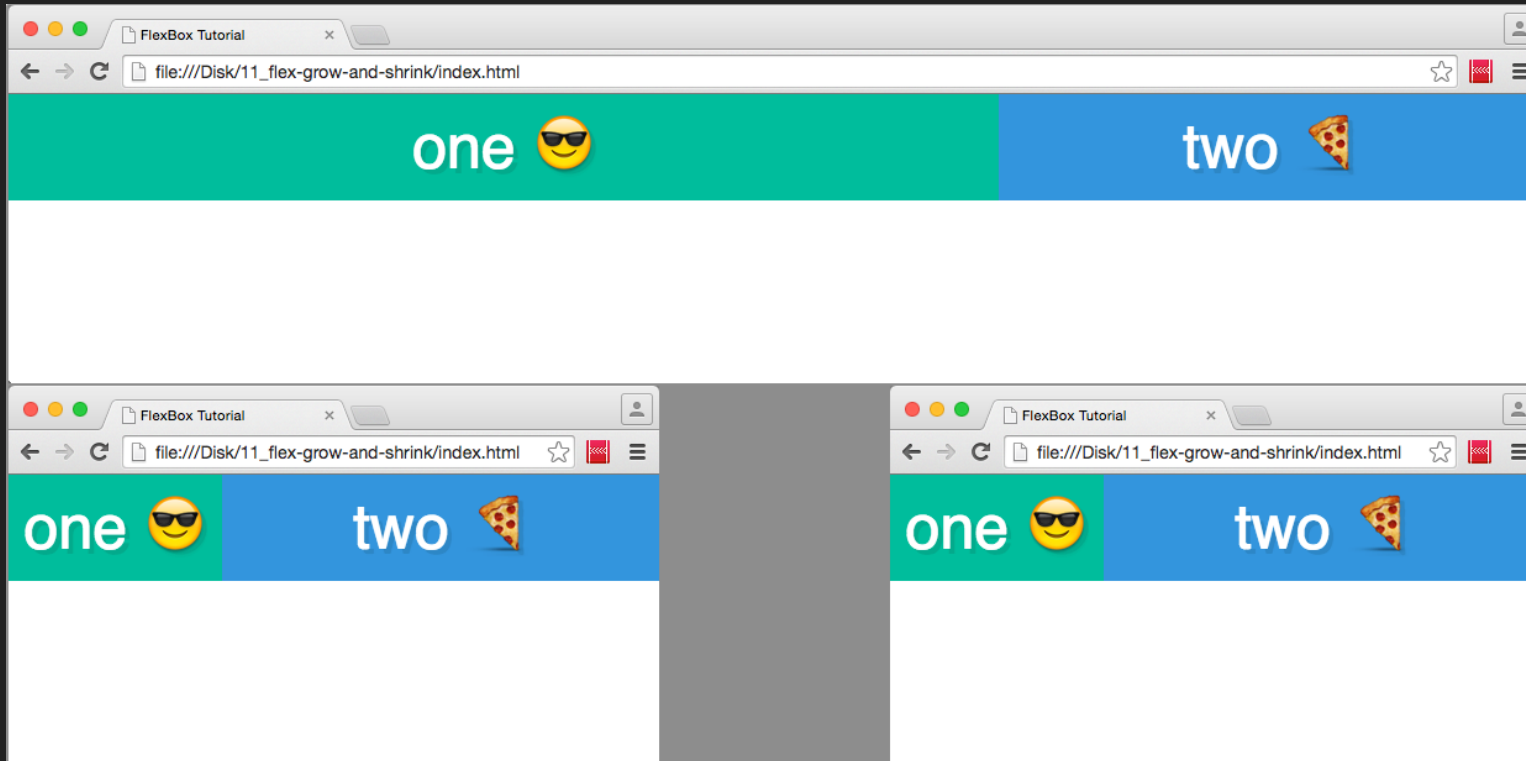 FlexBox Tutorial
file:///Disk/11_flex-grow-and-shrink/index.html
one 😎 two 🍕
FlexBox Tutorial
file:///Disk/11_flex-grow-and-shrink/index.html
one 😎 two 🍕
FlexBox Tutorial
file:///Disk/11_flex-grow-and-shrink/index.html
one 😎 two 🍕